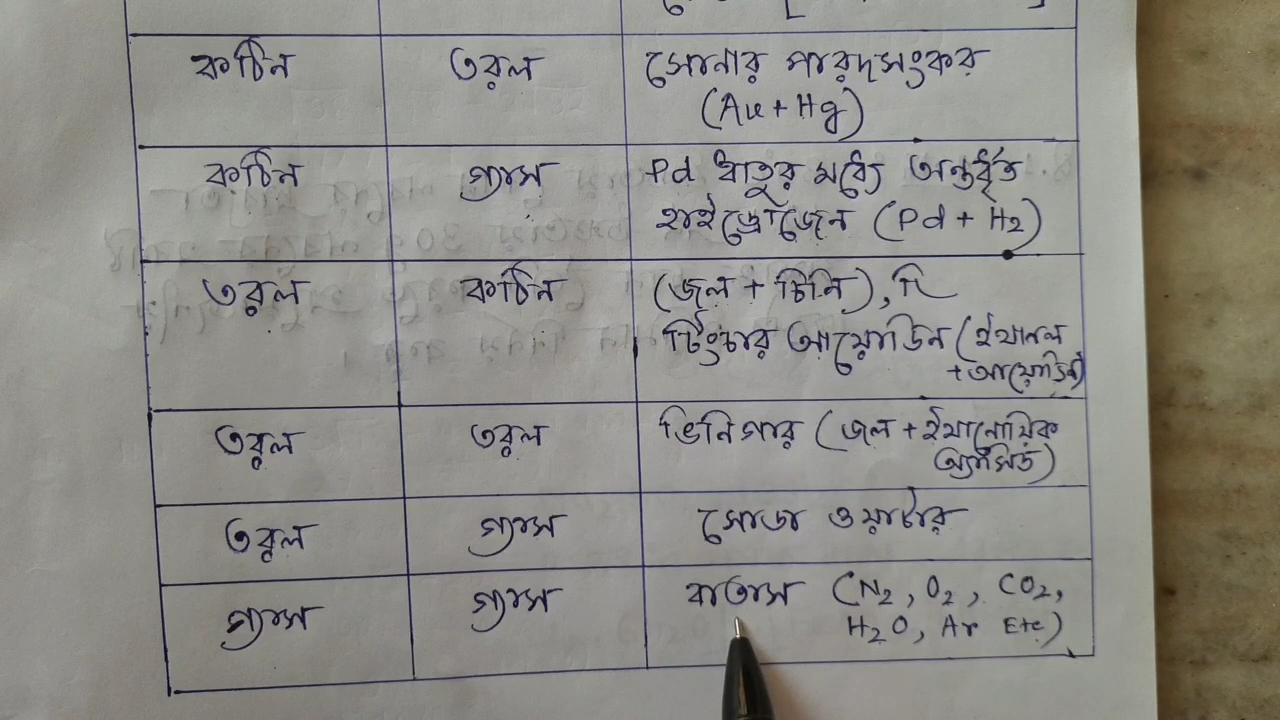 কঠিন তরল সোনার পারদসংকর
(Au + Hg)
কঠিন গ্যাস Pd ধাতুর মধ্যে অন্তর্ধৃত
হাইড্রোজেন (Pd + H2)
তরল কঠিন (জল + চিনি),
টিংচার আয়োডিন (ইথানল
+আয়োডিন)
তরল তরল ভিনিগার (জল + ইথানোয়িক
অ্যাসিড)
তরল গ্যাস সোডা ওয়াটার
গ্যাস গ্যাস বাতাস (N2, O2, CO2,
H2O, Ar Etc)